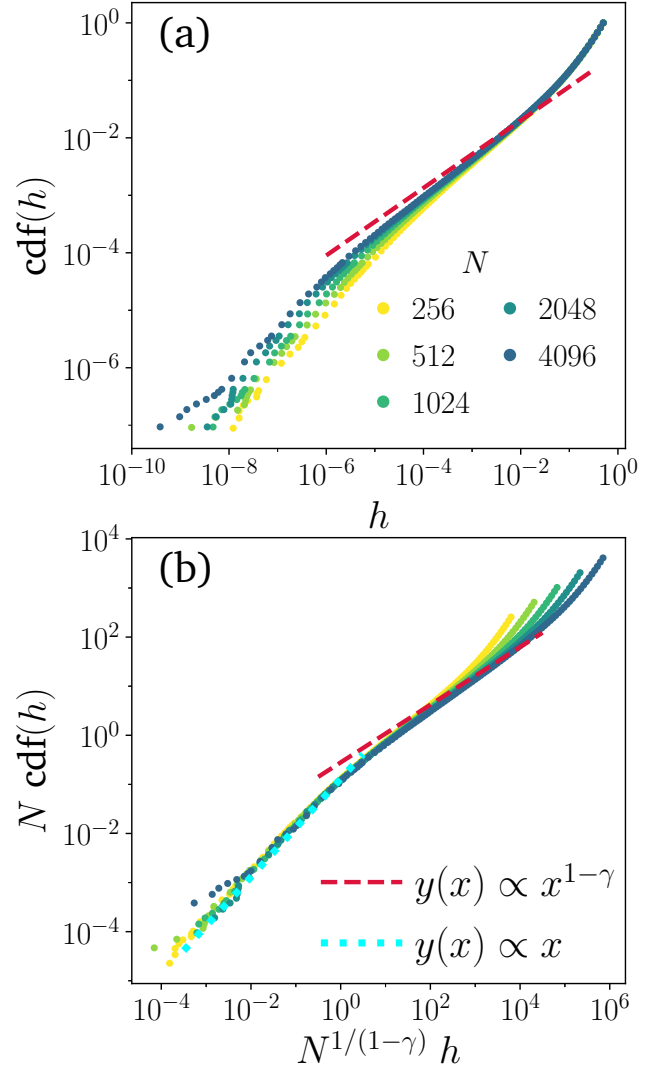 (a)
10^0
10^{-2}
10^{-4}
10^{-6}
cdf(h)
N
256
512
1024
2048
4096
10^{-10}
10^{-8}
10^{-6}
10^{-4}
10^{-2}
10^0
h
(b)
10^4
10^2
10^0
10^{-2}
10^{-4}
N cdf(h)
y(x) ∝ x^{1−γ}
y(x) ∝ x
10^{-4}
10^{-2}
10^0
10^2
10^4
10^6
N^{1/(1−γ)} h